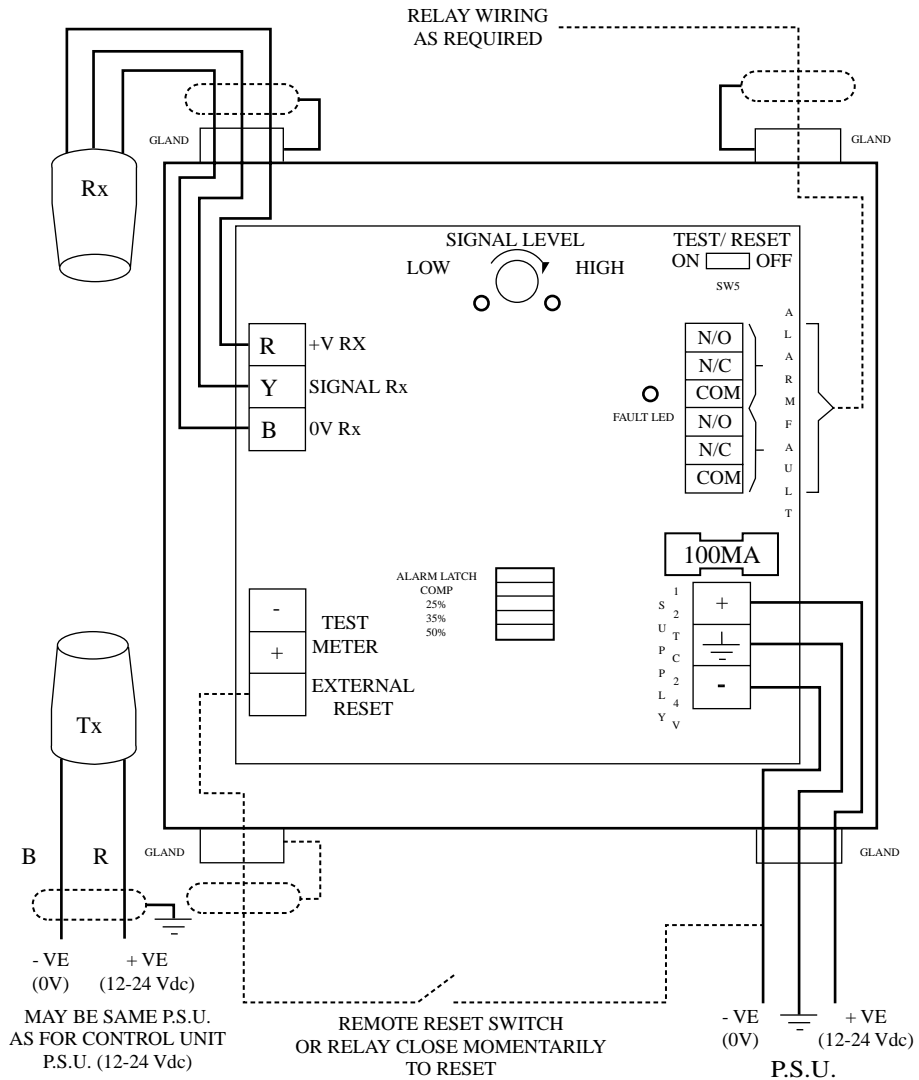 RELAY WIRING
AS REQUIRED
GLAND
GLAND
Rx
SIGNAL LEVEL
LOW
HIGH
TEST/ RESET
ON
OFF
SW5
R
+V RX
Y
SIGNAL Rx
B
0V Rx
N/O
N/C
COM
N/O
N/C
COM
ALARM FAULT
FAULT LED
100MA
ALARM LATCH
COMP
25%
35%
50%
-
+
TEST
METER
EXTERNAL
RESET
SUPPLY
12TC24V
+
-
Tx
B
R
GLAND
GLAND
- VE
(0V)
+ VE
(12-24 Vdc)
MAY BE SAME P.S.U.
AS FOR CONTROL UNIT
P.S.U. (12-24 Vdc)
REMOTE RESET SWITCH
OR RELAY CLOSE MOMENTARILY
TO RESET
- VE
(0V)
+ VE
(12-24 Vdc)
P.S.U.